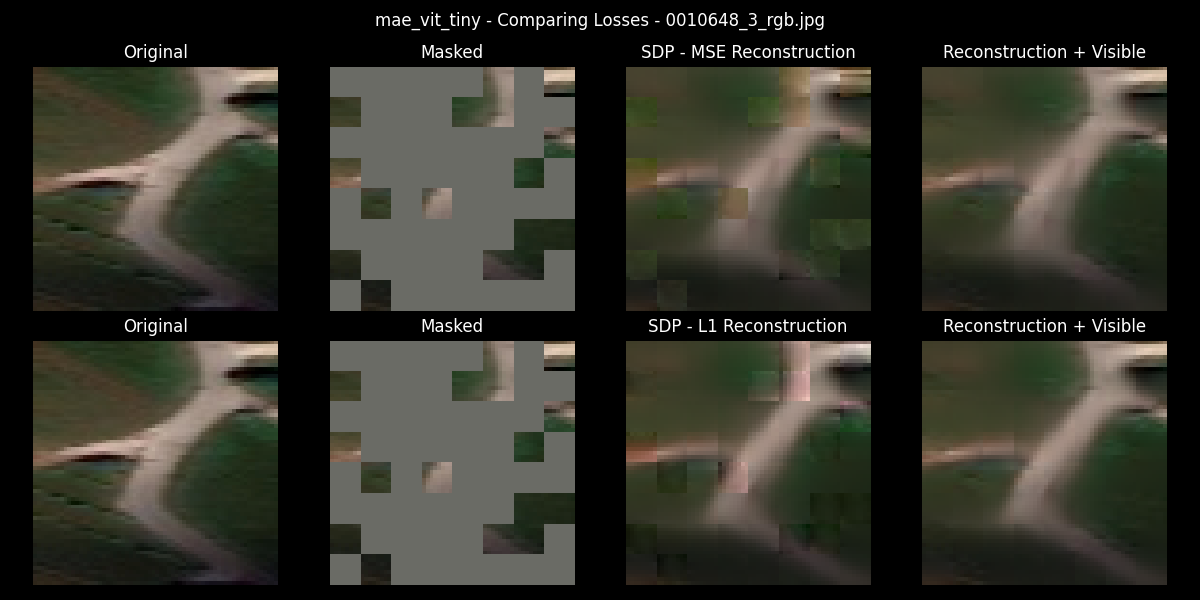 mae_vit_tiny - Comparing Losses - 0010648_3_rgb.jpg
Original
Masked
SDP - MSE Reconstruction
Reconstruction + Visible
Original
Masked
SDP - L1 Reconstruction
Reconstruction + Visible